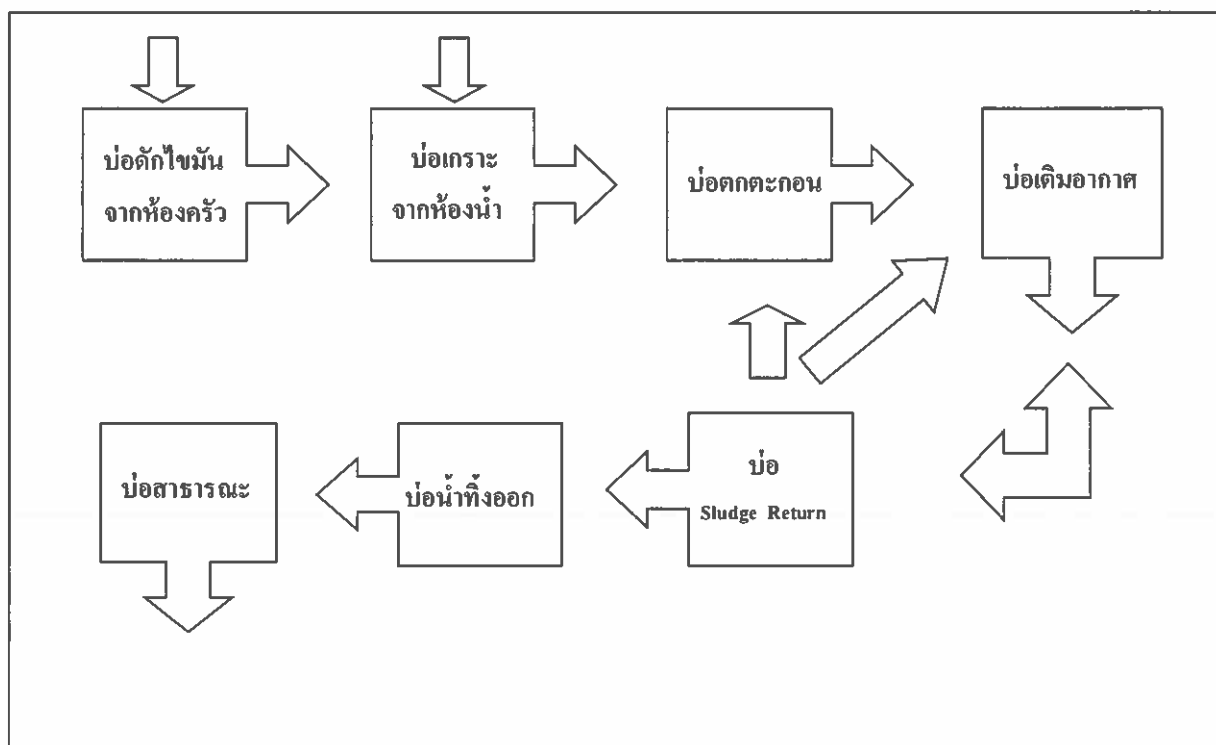 บ่อดักไขมัน
จากห้องครัว
บ่อเกราะ
จากห้องน้ำ
บ่อตกตะกอน
บ่อเติมอากาศ
บ่อสาธารณะ
บ่อน้ำทิ้งออก
บ่อ
Sludge Return